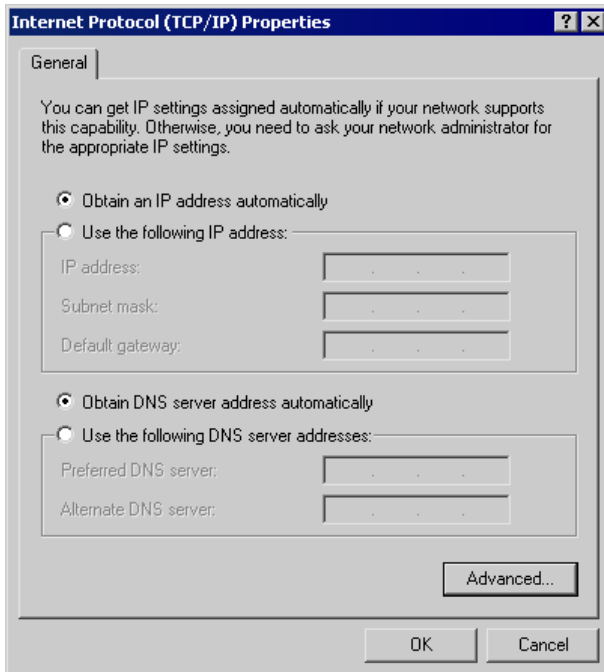 Internet Protocol (TCP/IP) Properties
General
You can get IP settings assigned automatically if your network supports
this capability. Otherwise, you need to ask your network administrator for
the appropriate IP settings.
Obtain an IP address automatically
Use the following IP address:
IP address:
Subnet mask:
Default gateway:
Obtain DNS server address automatically
Use the following DNS server addresses:
Preferred DNS server:
Alternate DNS server:
Advanced...
OK Cancel